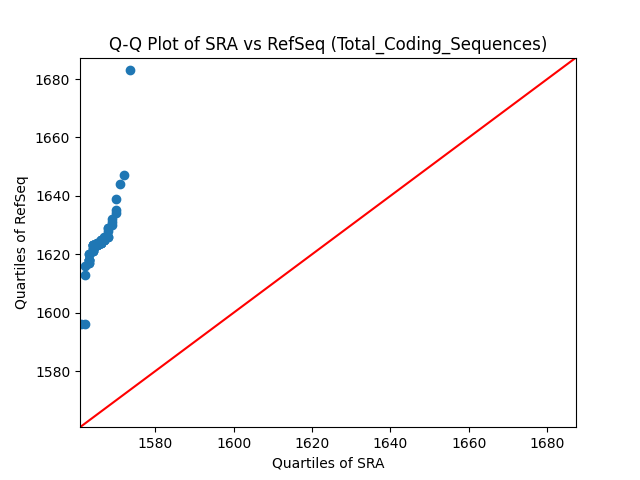 Q-Q Plot of SRA vs RefSeq (Total_Coding_Sequences)
1680
1660
1640
1620
1600
1580
Quartiles of RefSeq
1580 1600 1620 1640 1660 1680
Quartiles of SRA